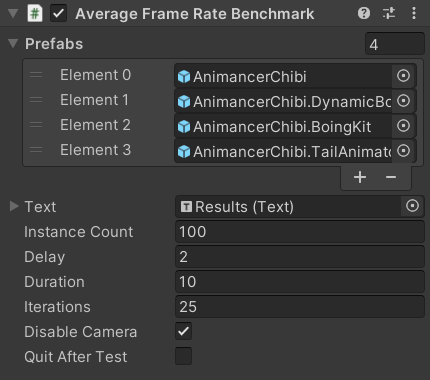 Average Frame Rate Benchmark
Prefabs 4
Element 0 AnimancerChibi
Element 1 AnimancerChibi.DynamicBo
Element 2 AnimancerChibi.BoingKit
Element 3 AnimancerChibi.TailAnimato
Text Results (Text)
Instance Count 100
Delay 2
Duration 10
Iterations 25
Disable Camera
Quit After Test